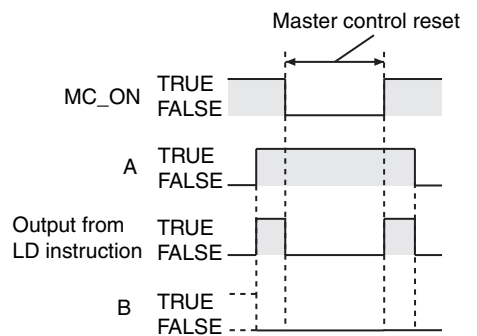 Master control reset
MC_ON
TRUE
FALSE
A
TRUE
FALSE
Output from
LD instruction
TRUE
FALSE
B
TRUE
FALSE